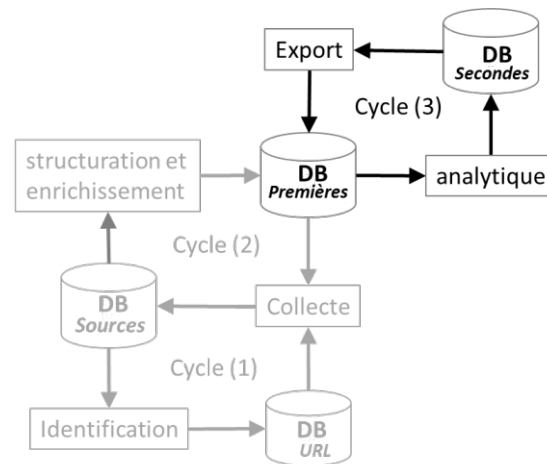 Export
DB
Secondes
Cycle (3)
structuration et
enrichissement
DB
Premières
analytique
Cycle (2)
DB
Sources
Collecte
Cycle (1)
Identification
DB
URL